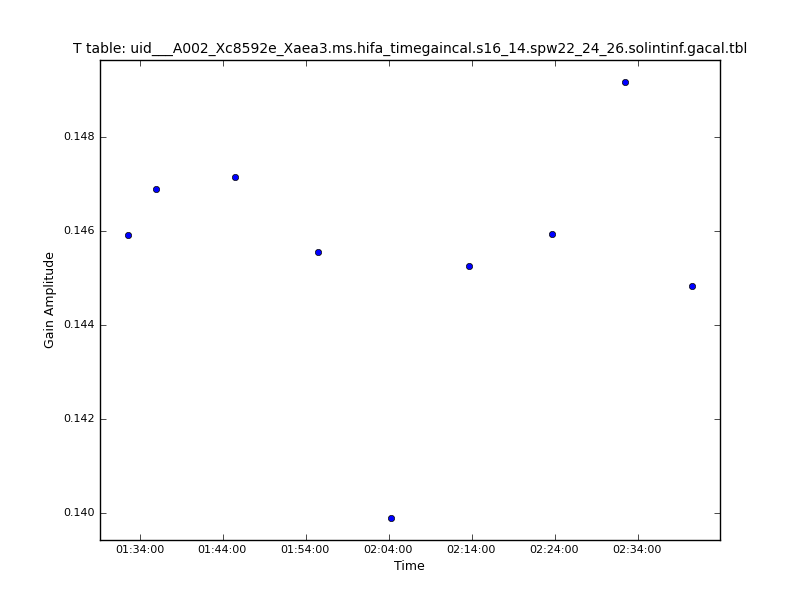 T table: uid___A002_Xc8592e_Xaea3.ms.hifa_timegaincal.s16_14.spw22_24_26.solintinf.gacal.tbl
0.148
0.146
0.144
0.142
0.140
Gain Amplitude
01:34:00 01:44:00 01:54:00 02:04:00 02:14:00 02:24:00 02:34:00
Time